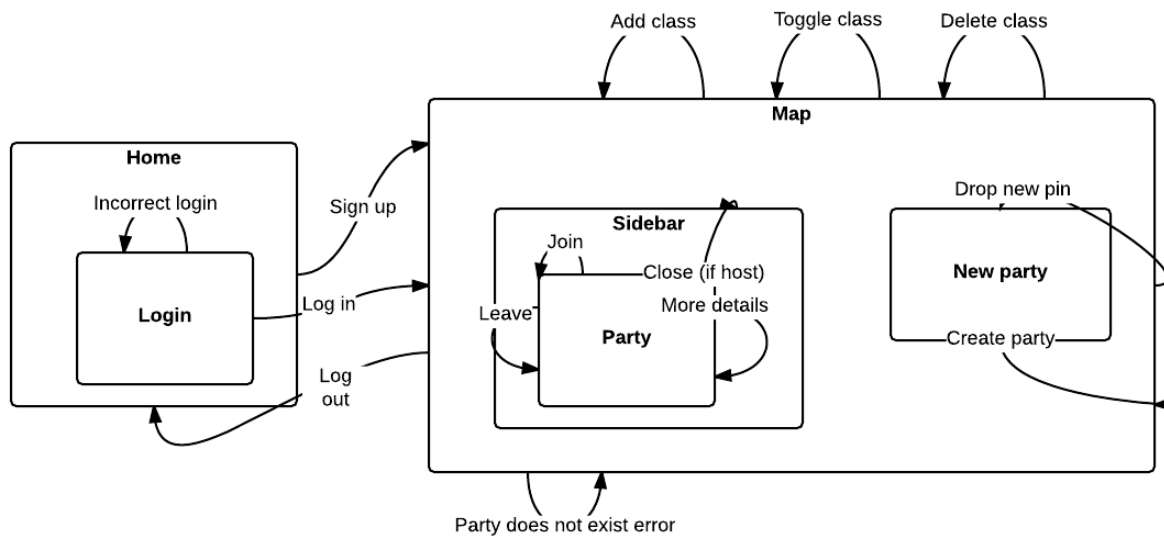 Add class
Toggle class
Delete class
Map
Home
Incorrect login
Sign up
Drop new pin
Sidebar
Join
Close (if host)
New party
Log in
More details
Login
Leave
Party
Create party
Log
out
Party does not exist error